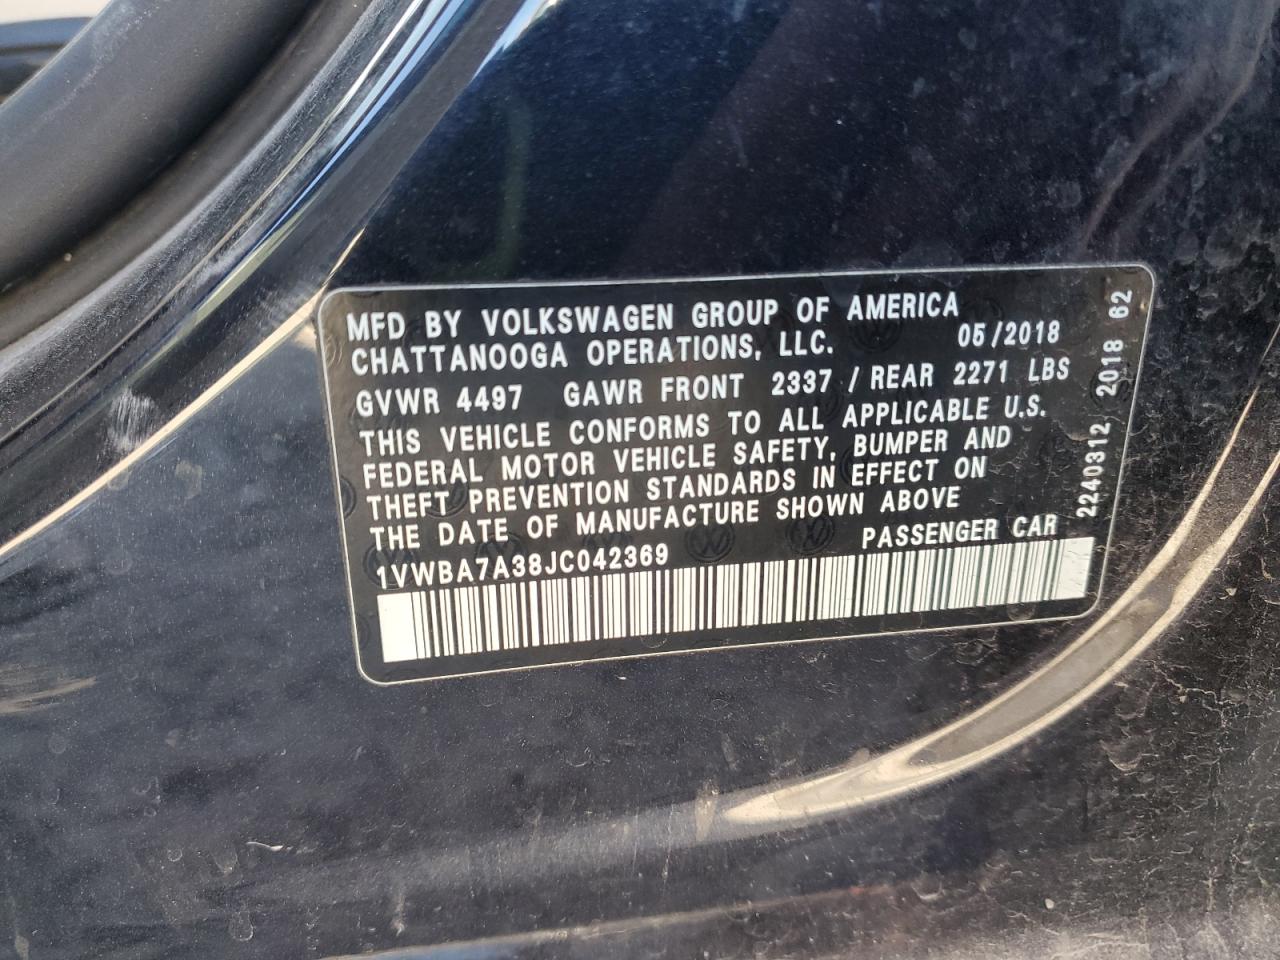 MFD BY VOLKSWAGEN GROUP OF AMERICA
CHATTANOOGA OPERATIONS, LLC. 05/2018
GVWR 4497 GAWR FRONT 2337 / REAR 2271 LBS
THIS VEHICLE CONFORMS TO ALL APPLICABLE U.S.
FEDERAL MOTOR VEHICLE SAFETY, BUMPER AND
THEFT PREVENTION STANDARDS IN EFFECT ON
THE DATE OF MANUFACTURE SHOWN ABOVE
PASSENGER CAR
1VWBA7A38JC042369
2240312 2018 62